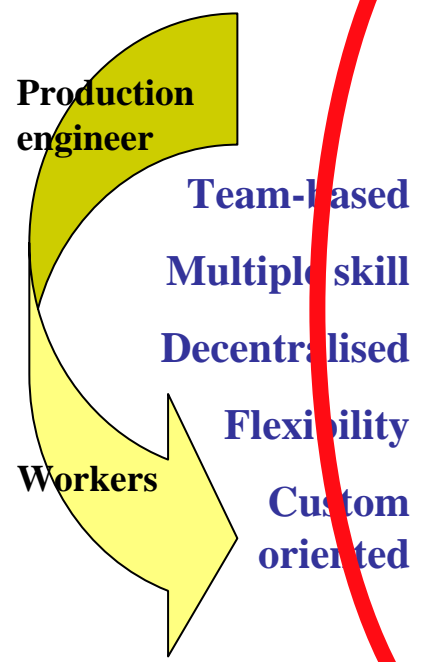 Production
engineer
Team-based
Multiple skill
Decentralised
Flexibility
Workers
Custom
oriented